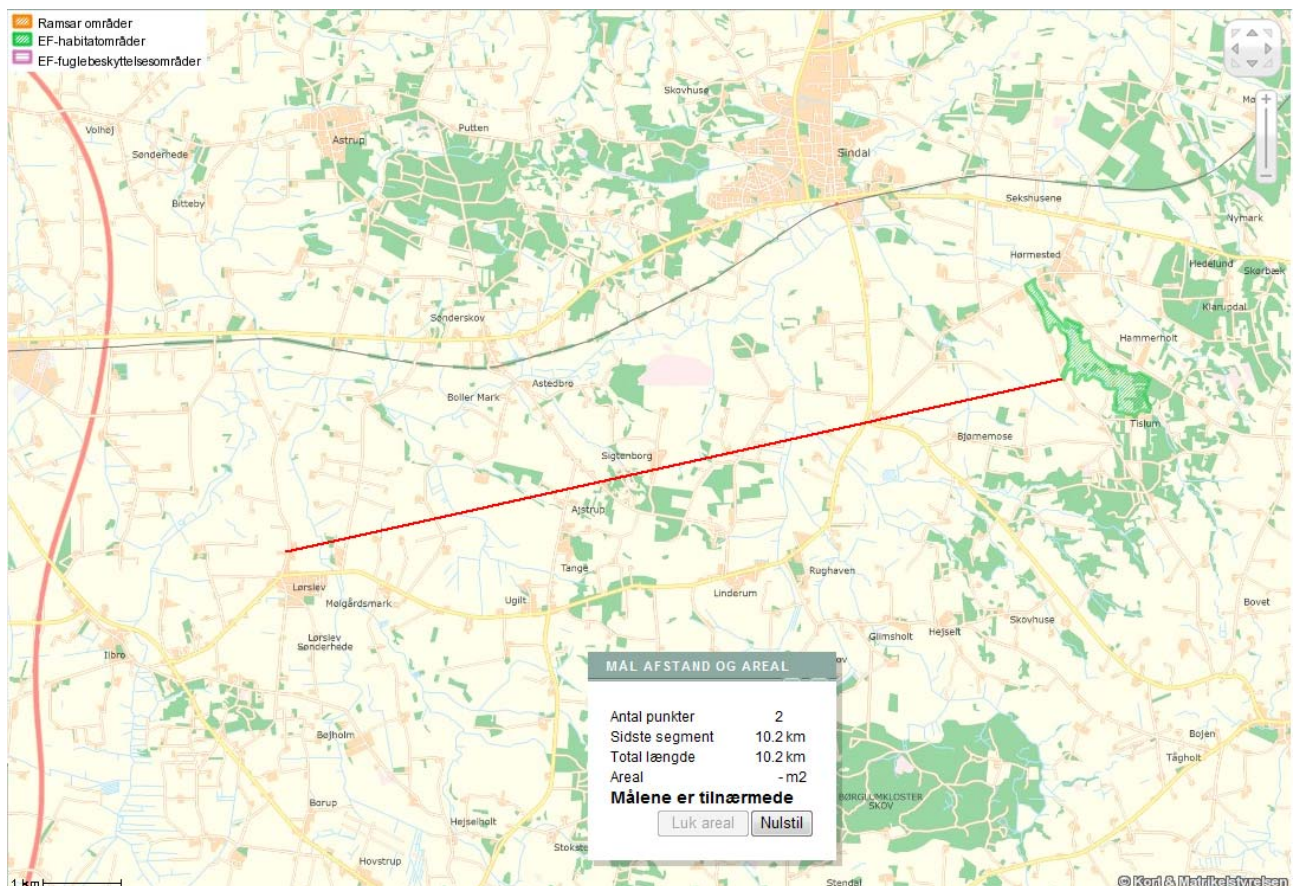 Ramsar områder
EF-habitatområder
EF-fuglebeskyttelsesområder
Skovhuse
Volhøj
Putten
Astrup
Sønderhede
Sindal
Bitteby
Sekshusene
Nymark
Hørmested
Hedelund
Skørbæk
Klarupdal
Sønderskov
Hammerholt
Astedbro
Boller Mark
Tislum
Bjørnemose
Sigtenborg
Ajstrup
Tange
Rughaven
Lørslev
Linderum
Mølgårdsmark
Ugilt
Bovet
Skovhuse
Glimsholt
Hejselt
Lørslev
Sønderhede
Ilbro
MÅL AFSTAND OG AREAL
Antal punkter 2
Sidste segment 10.2 km
Total længde 10.2 km
Areal - m2
Målene er tilnærmede
Luk areal Nulstil
Bøjholm
Bojen
Tågholt
BØRGLUMKLOSTER
SKOV
Borup
Hejselholt
Hovstrup
Stendal
1 km
© Kort & Matrikelstyrelsen